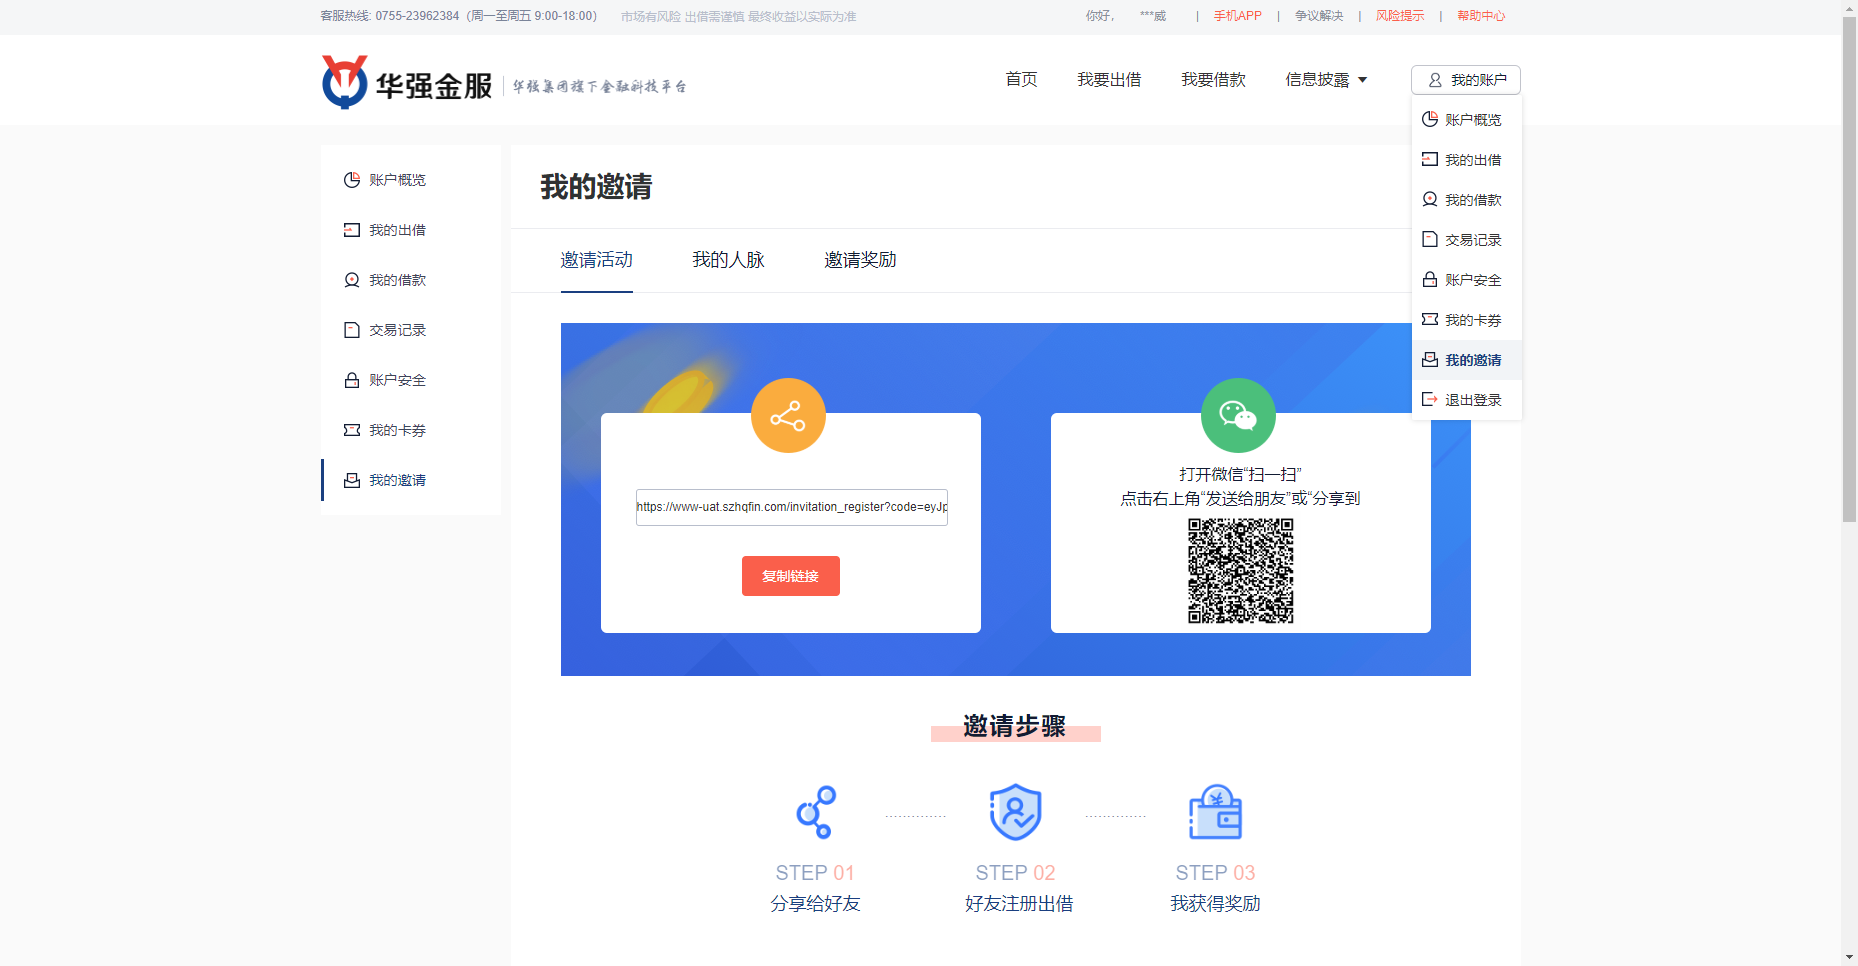 客服热线: 0755-23962384（周一至周五 9:00-18:00） 市场有风险 出借需谨慎 最终收益以实际为准 你好， ***威 | 手机APP | 争议解决 | 风险提示 | 帮助中心
华强金服 华强集团旗下金融科技平台 首页 我要出借 我要借款 信息披露 我的账户
账户概览
我的出借
我的借款
交易记录
账户安全
我的卡券
我的邀请
退出登录
账户概览
我的出借
我的借款
交易记录
账户安全
我的卡券
我的邀请
我的邀请
邀请活动 我的人脉 邀请奖励
https://www-uat.szhqfin.com/invitation_register?code=eyJp
复制链接
打开微信“扫一扫”
点击右上角“发送给朋友”或“分享到
邀请步骤
STEP 01 STEP 02 STEP 03
分享给好友 好友注册出借 我获得奖励